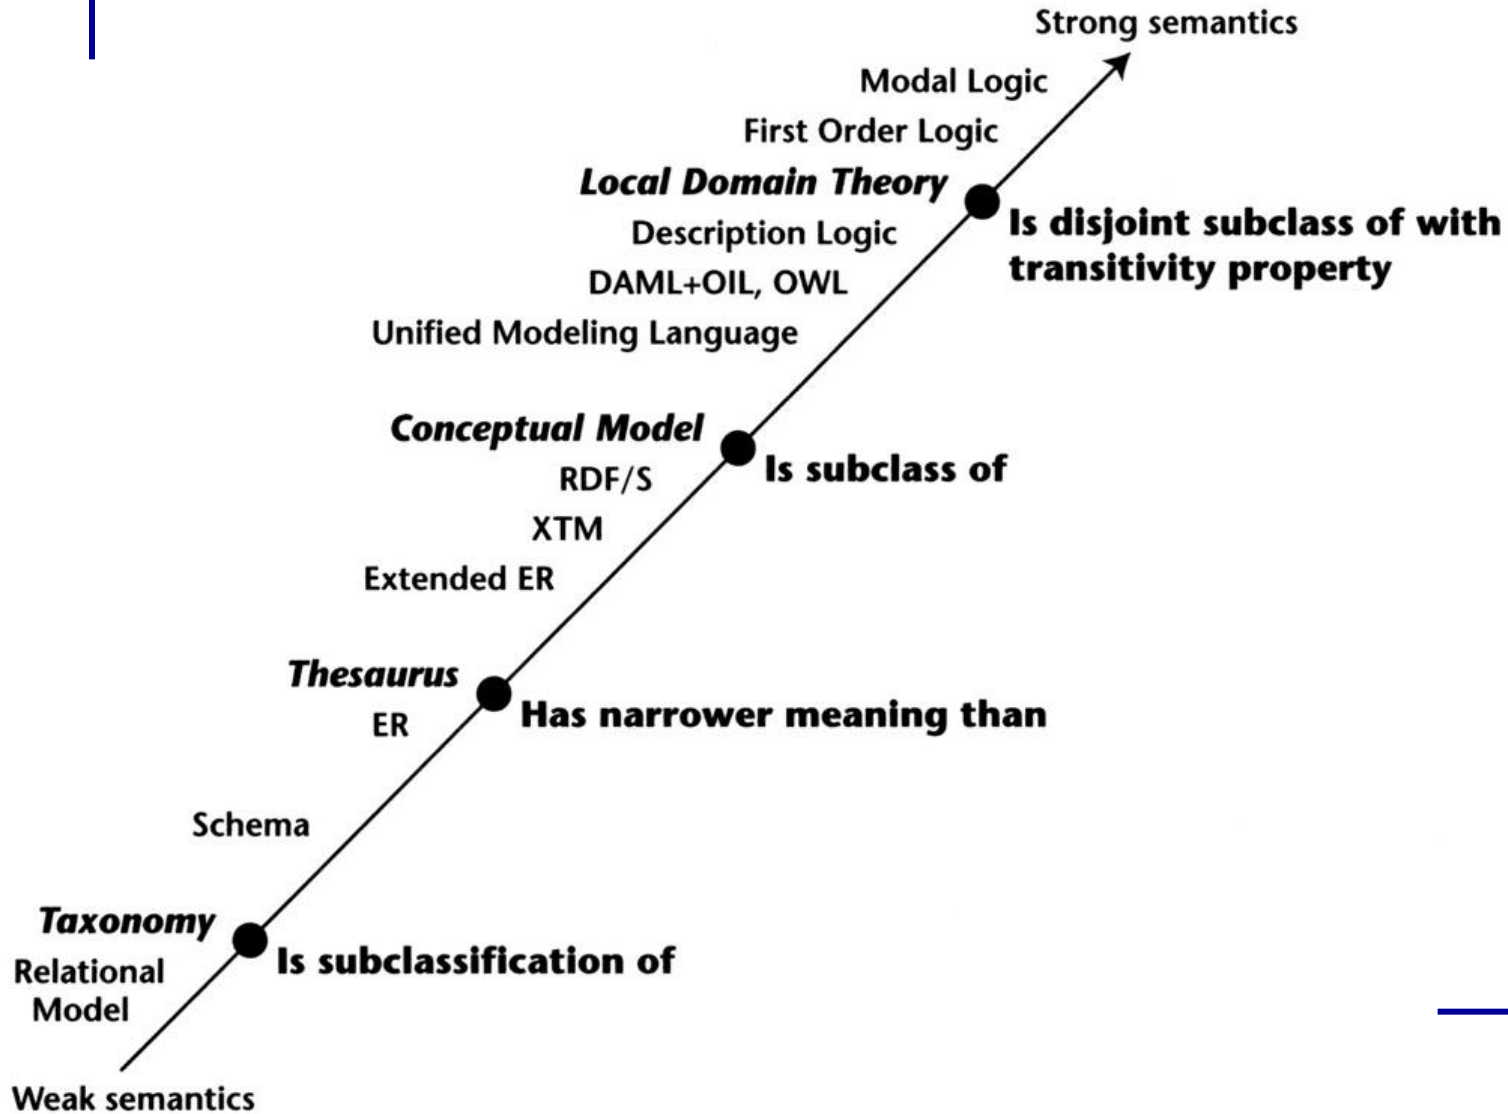 Strong semantics
Modal Logic
First Order Logic
Local Domain Theory
Is disjoint subclass of with
transitivity property
Description Logic
DAML+OIL, OWL
Unified Modeling Language
Conceptual Model
Is subclass of
RDF/S
XTM
Extended ER
Thesaurus
Has narrower meaning than
ER
Schema
Taxonomy
Is subclassification of
Relational
Model
Weak semantics